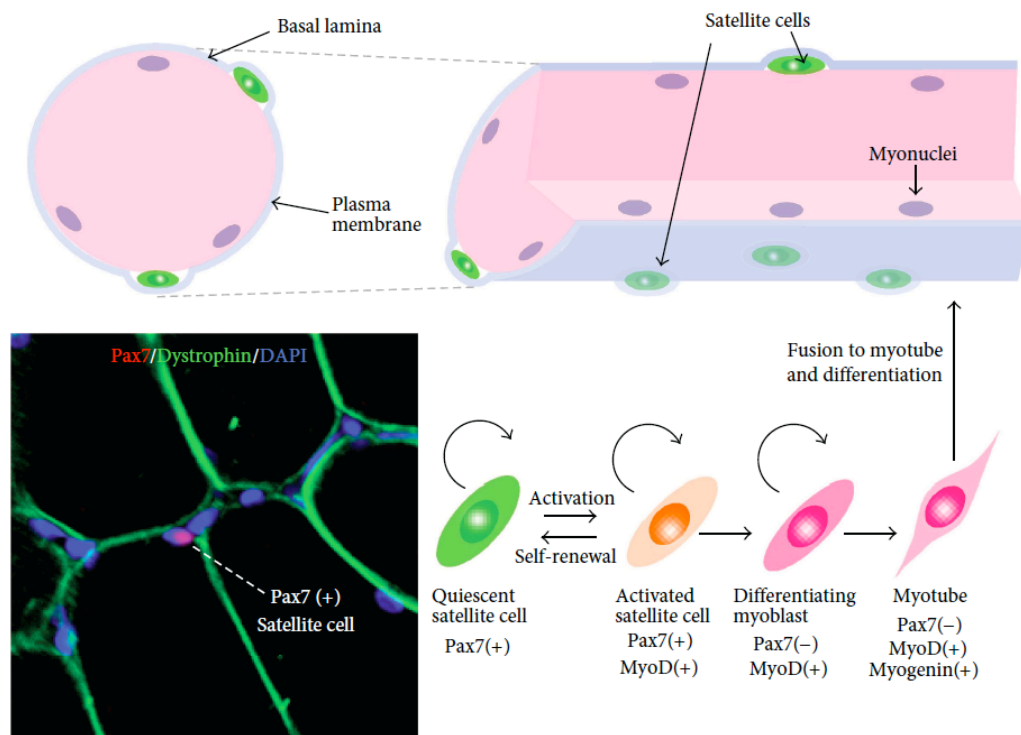 Basal lamina
Satellite cells
Myonuclei
Plasma
membrane
Pax7/Dystrophin/DAPI
Pax7 (+)
Satellite cell
Fusion to myotube
and differentiation
Activation
Self-renewal
Quiescent
satellite cell
Pax7(+)
Activated
satellite cell
Pax7(+)
MyoD(+)
Differentiating
myoblast
Pax7(−)
MyoD(+)
Myotube
Pax7(−)
MyoD(+)
Myogenin(+)